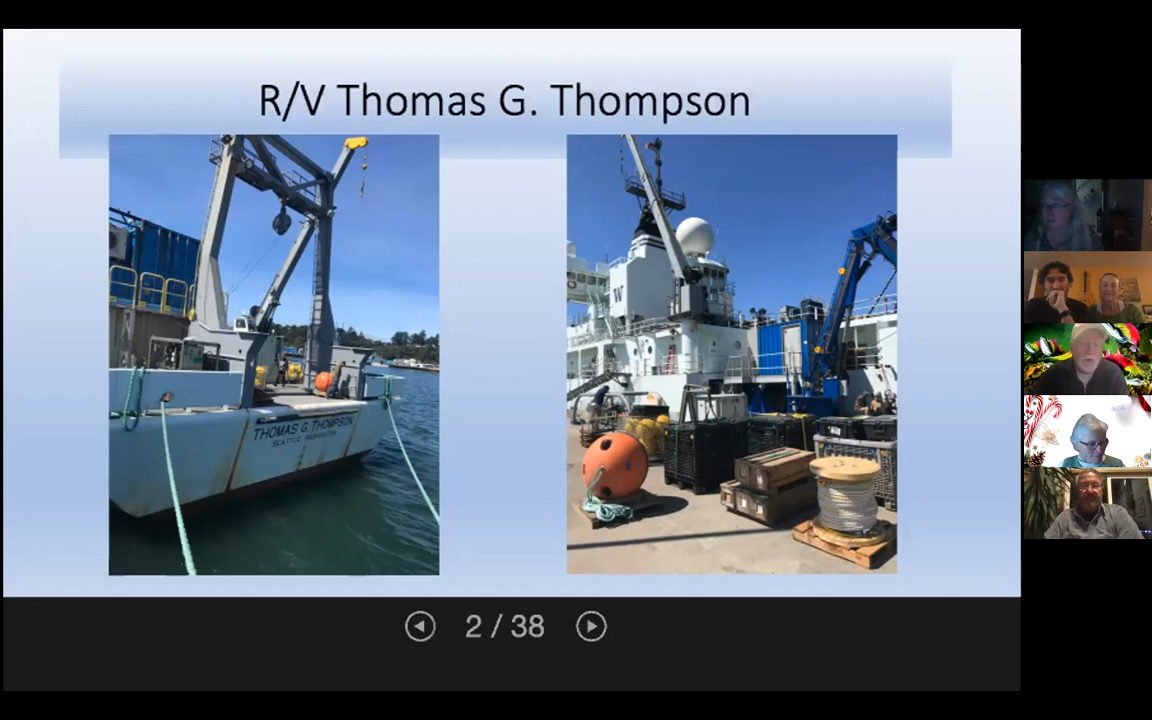 R/V Thomas G. Thompson
THOMAS G. THOMPSON
SEATTLE WASHINGTON
W
2 / 38